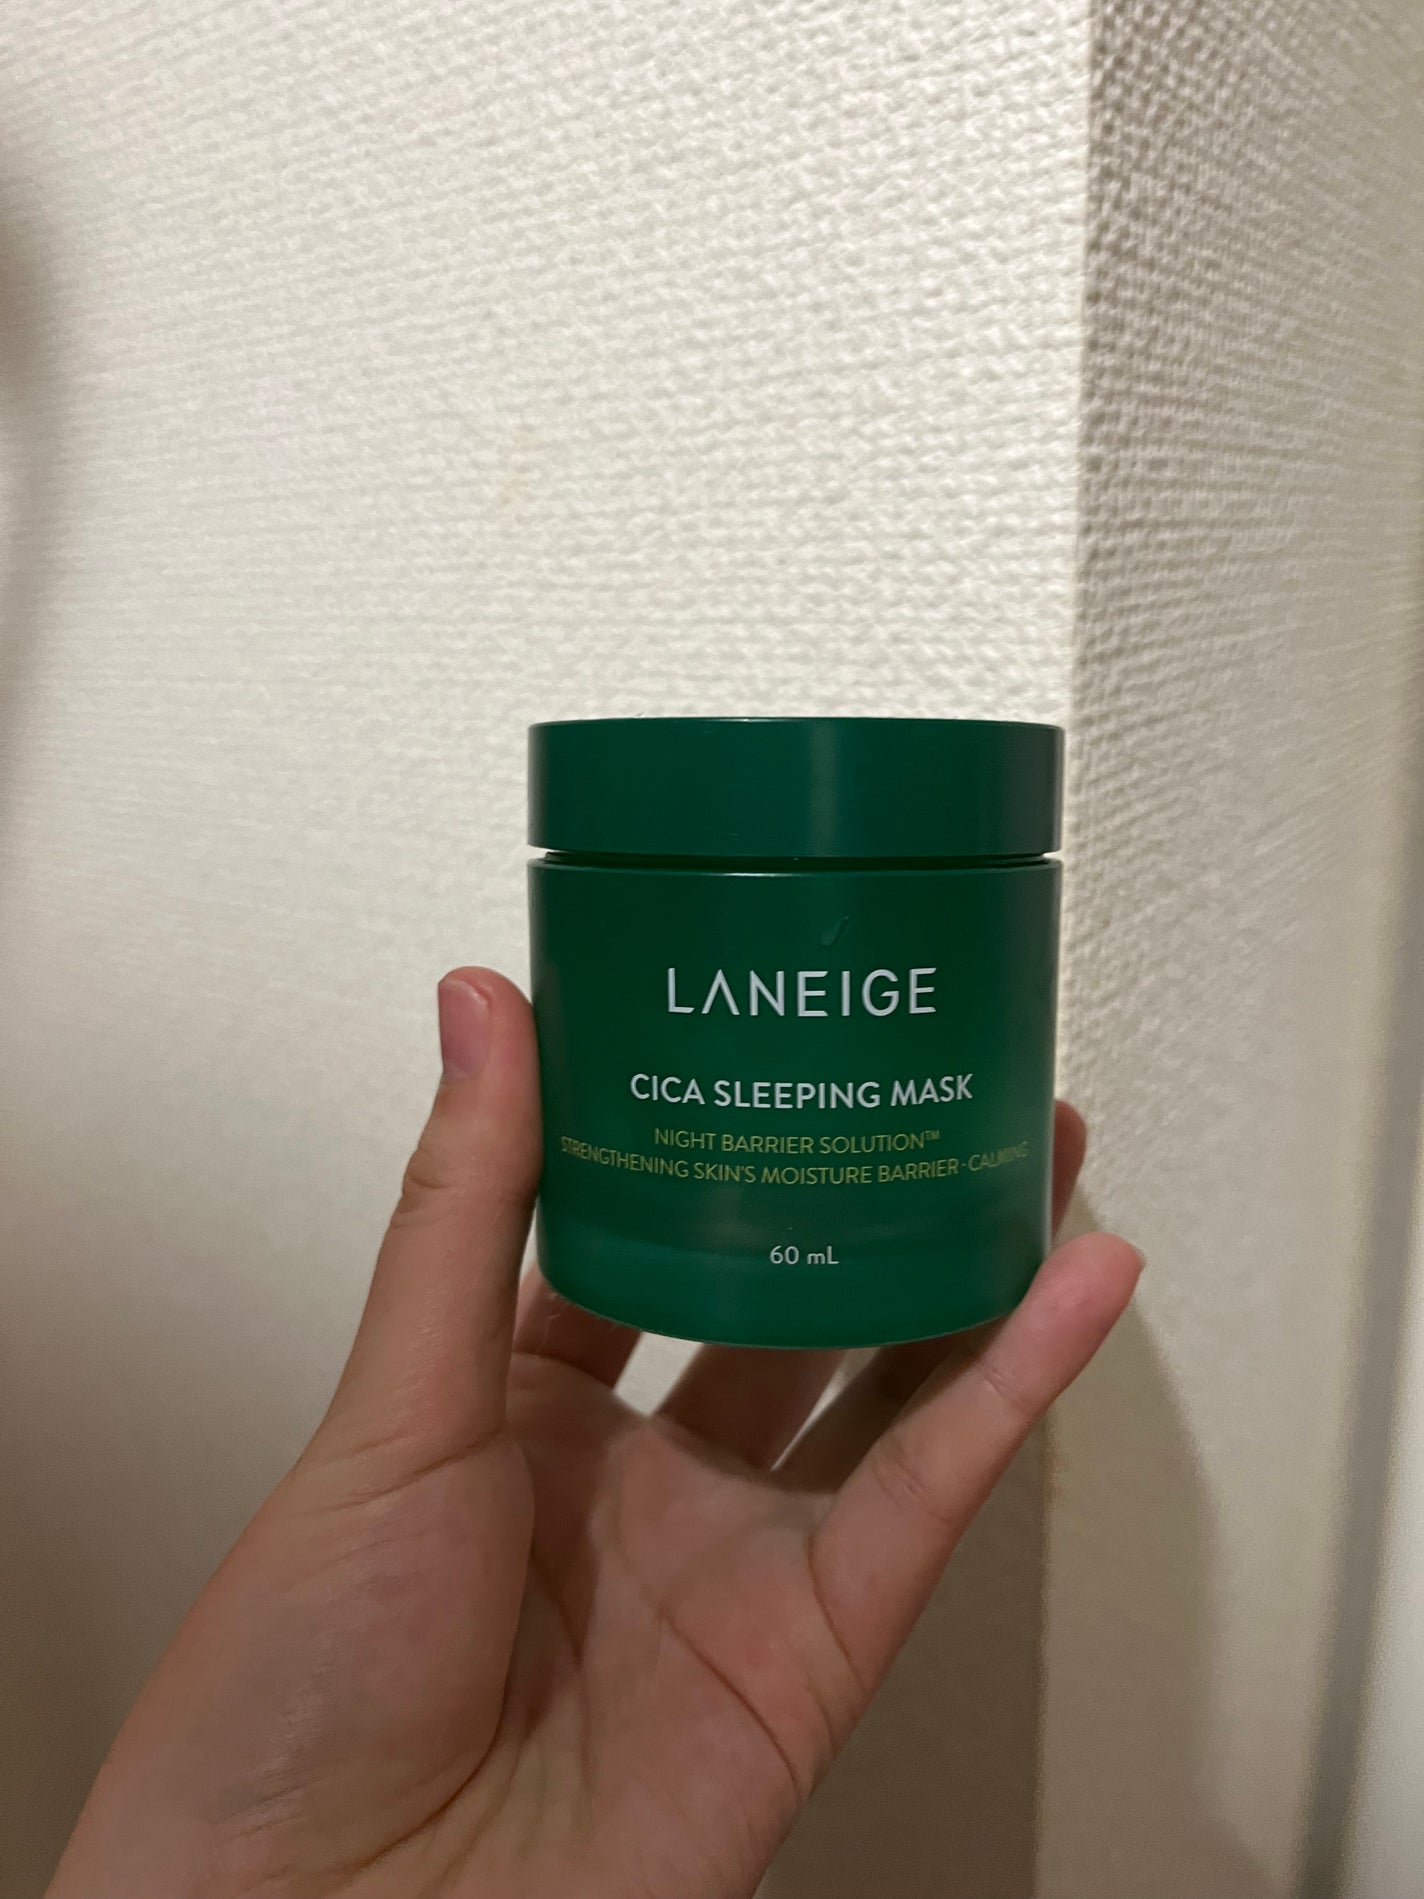 LANEIGE
CICA SLEEPING MASK
NIGHT BARRIER SOLUTION™
STRENGTHENING SKIN'S MOISTURE BARRIER · CALMING
60 mL